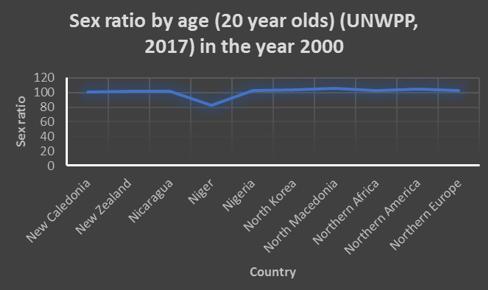 Sex ratio by age (20 year olds) (UNWPP,
2017) in the year 2000
120
100
80
60
40
20
0
Sex ratio
New Caledonia
New Zealand
Nicaragua
Niger
Nigeria
North Korea
North Macedonia
Northern Africa
Northern America
Northern Europe
Country